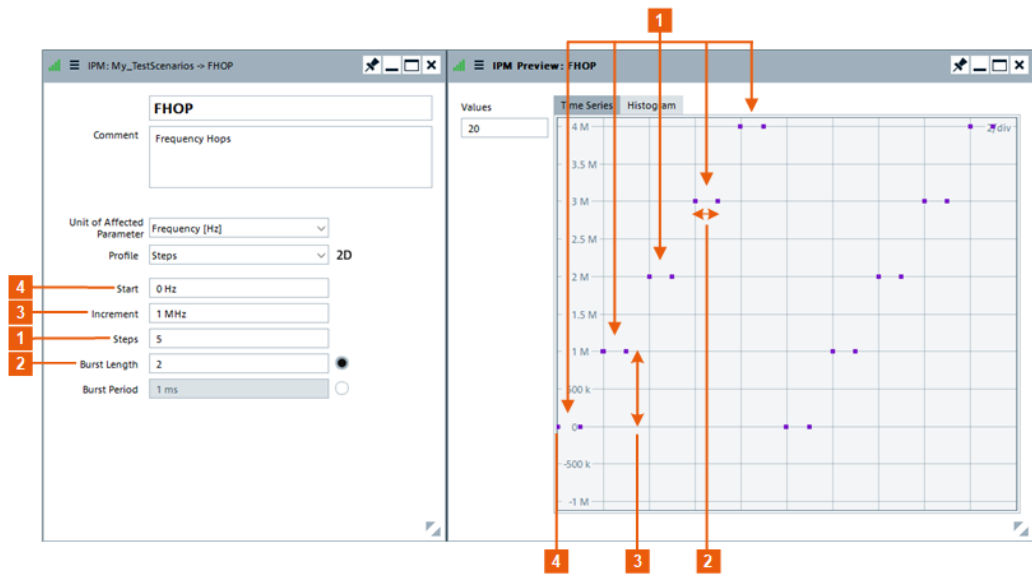 1
IPM: My_TestScenarios -> FHOP
IPM Preview: FHOP
FHOP
Comment
Frequency Hops
Unit of Affected
Parameter
Frequency [Hz]
Profile
Steps
2D
4
Start
0 Hz
3
Increment
1 MHz
1
Steps
5
2
Burst Length
2
Burst Period
1 ms
Values
20
Time Series
Histogram
2/div
4 M
3.5 M
3 M
2.5 M
2 M
1.5 M
1 M
500 k
0
-500 k
-1 M
4
3
2